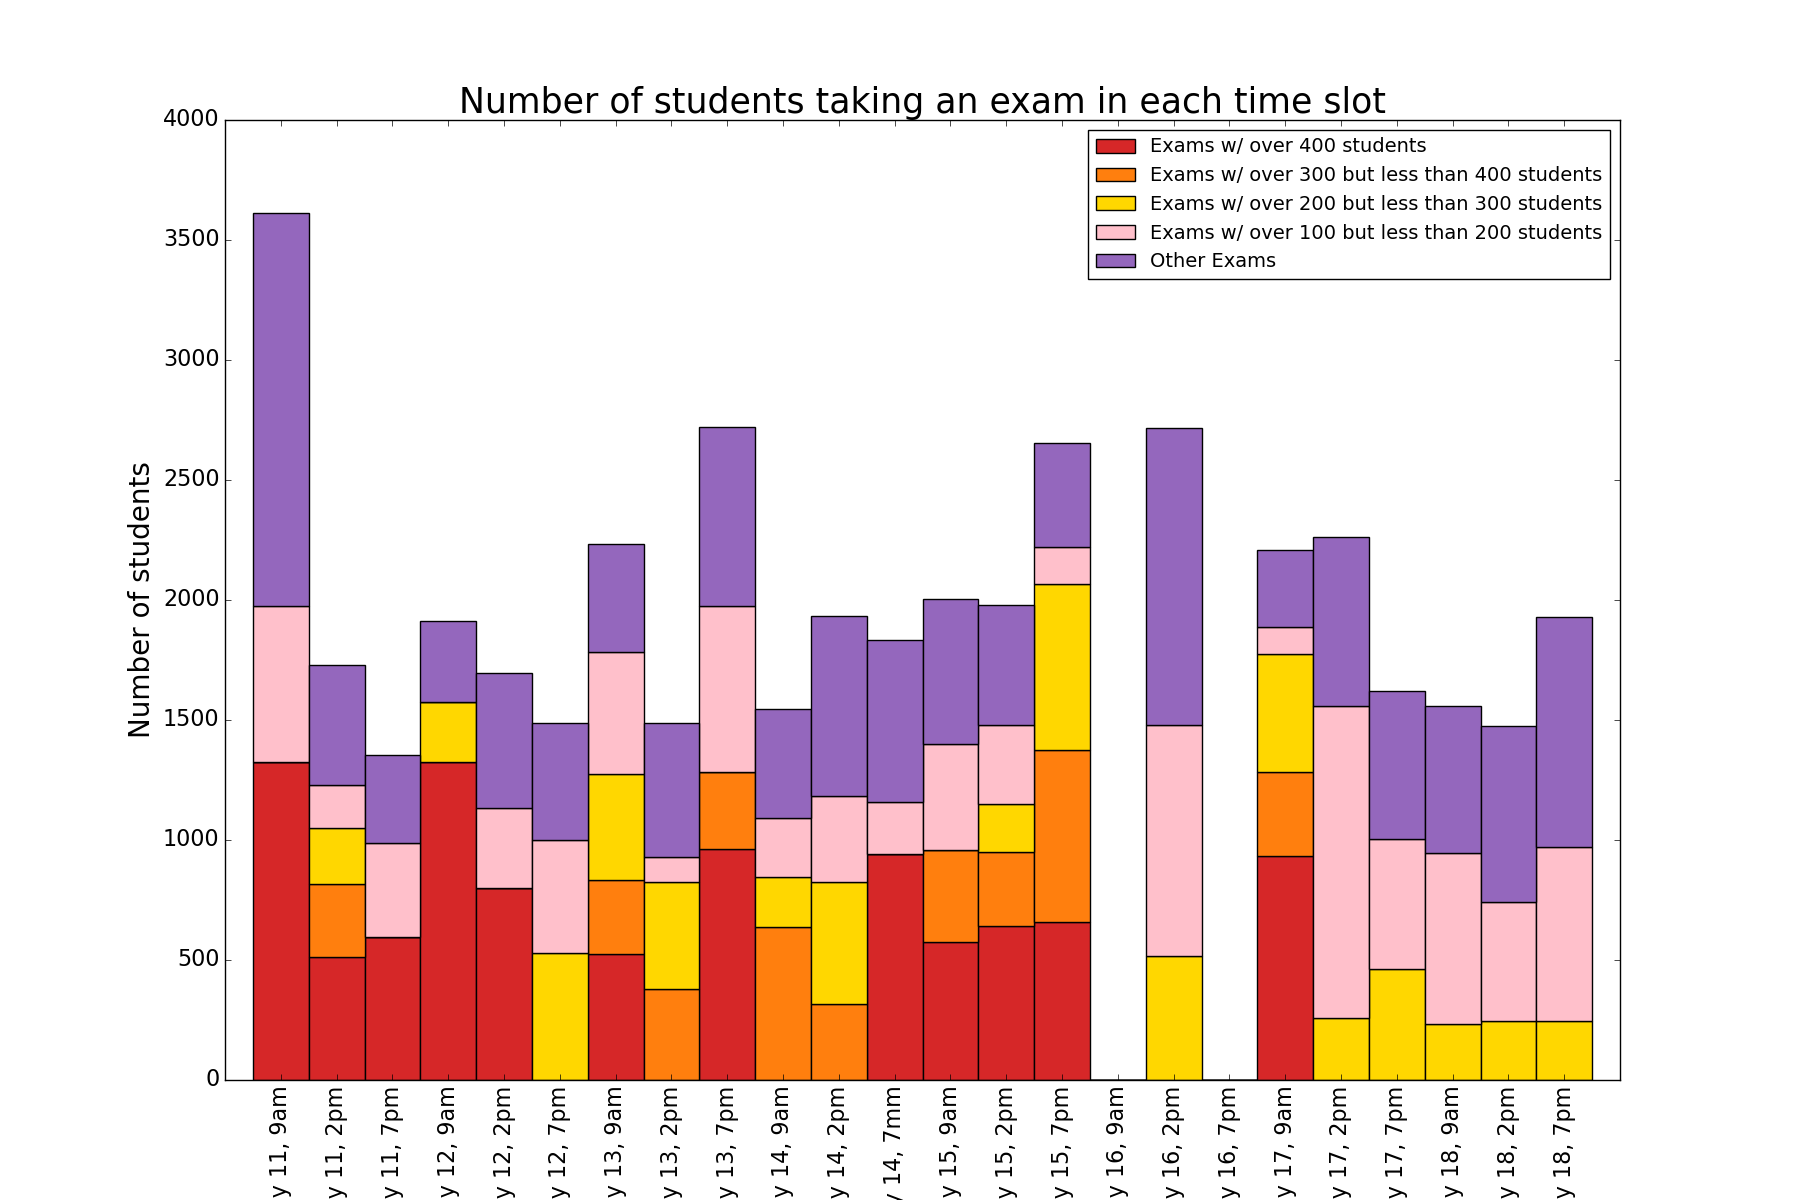 Number of students taking an exam in each time slot
Number of students
4000
3500
3000
2500
2000
1500
1000
500
0
Exams w/ over 400 students
Exams w/ over 300 but less than 400 students
Exams w/ over 200 but less than 300 students
Exams w/ over 100 but less than 200 students
Other Exams
y 11, 9am
y 11, 2pm
y 11, 7pm
y 12, 9am
y 12, 2pm
y 12, 7pm
y 13, 9am
y 13, 2pm
y 13, 7pm
y 14, 9am
y 14, 2pm
y 14, 7mm
y 15, 9am
y 15, 2pm
y 15, 7pm
y 16, 9am
y 16, 2pm
y 16, 7pm
y 17, 9am
y 17, 2pm
y 17, 7pm
y 18, 9am
y 18, 2pm
y 18, 7pm